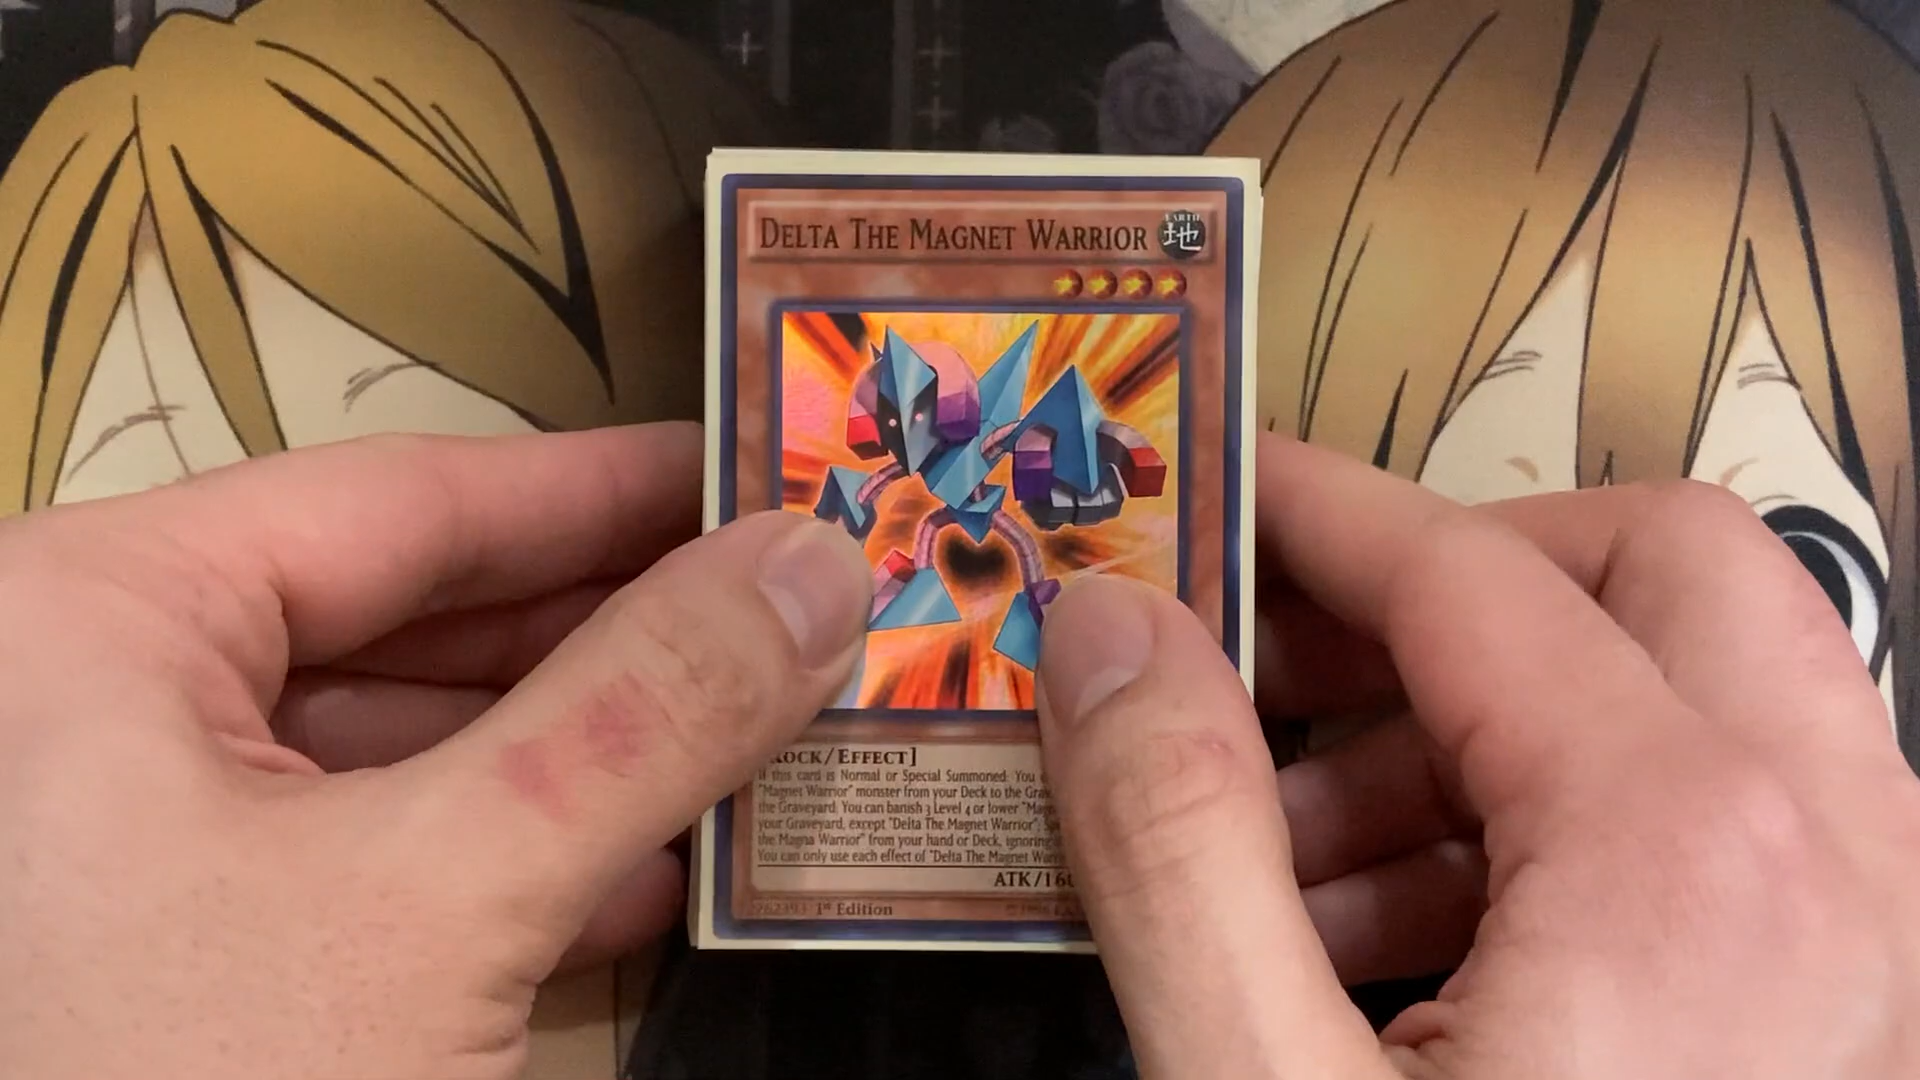 DELTA THE MAGNET WARRIOR
EARTH
地
ROCK/EFFECT]
If this card is Normal or Special Summoned: You
"Magnet Warrior" monster from your Deck to the
the Graveyard: You can banish 3 Level 4 or lower
your Graveyard, except "Delta The Magnet Warrior";
the Magna Warrior" from your hand or Deck, ignoring
You can only use each effect of "Delta The Magnet
ATK/160
1st Edition